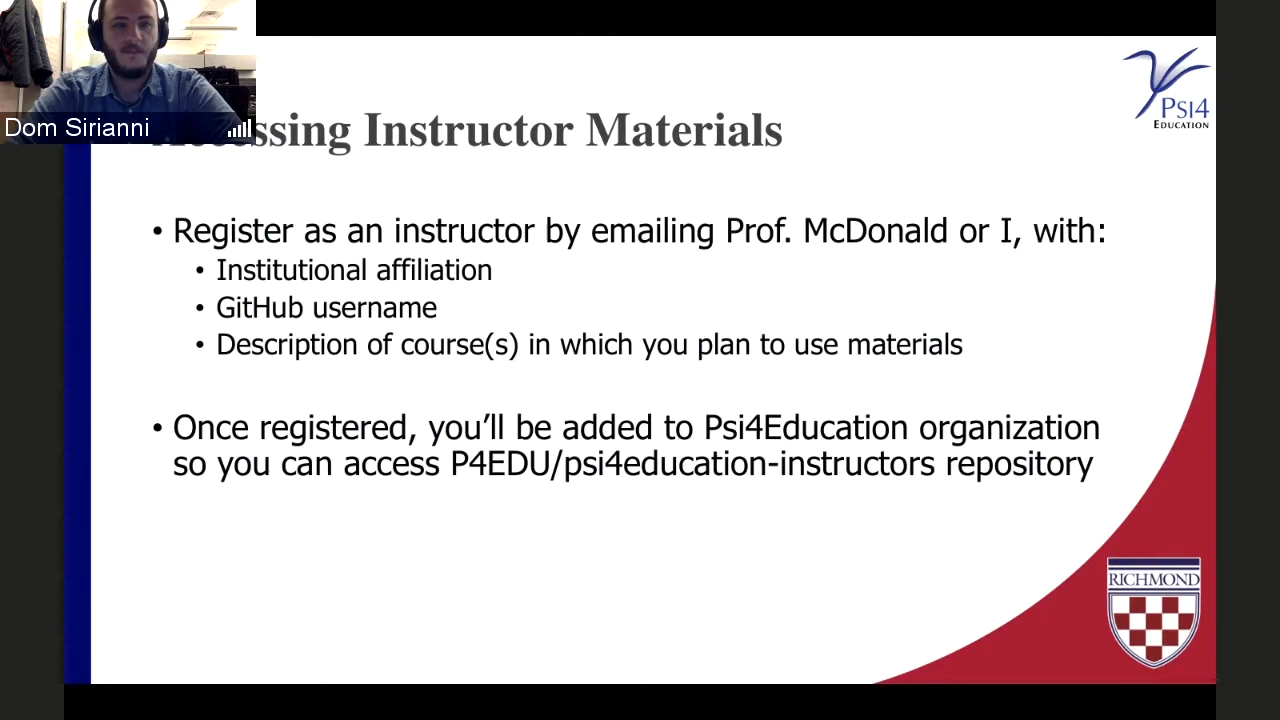 Dom Sirianni
ssing Instructor Materials
PSI4
EDUCATION
• Register as an instructor by emailing Prof. McDonald or I, with:
• Institutional affiliation
• GitHub username
• Description of course(s) in which you plan to use materials
• Once registered, you’ll be added to Psi4Education organization
so you can access P4EDU/psi4education-instructors repository
RICHMOND